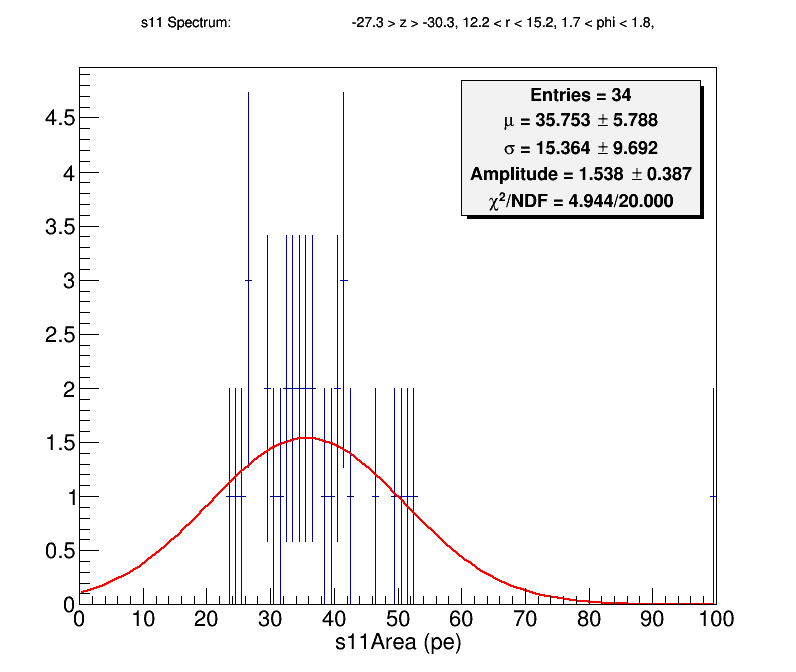 s11 Spectrum: -27.3 > z > -30.3, 12.2 < r < 15.2, 1.7 < phi < 1.8,
Entries = 34
μ = 35.753 ± 5.788
σ = 15.364 ± 9.692
Amplitude = 1.538 ± 0.387
χ²/NDF = 4.944/20.000
4.5
4
3.5
3
2.5
2
1.5
1
0.5
0
0 10 20 30 40 50 60 70 80 90 100
s11Area (pe)